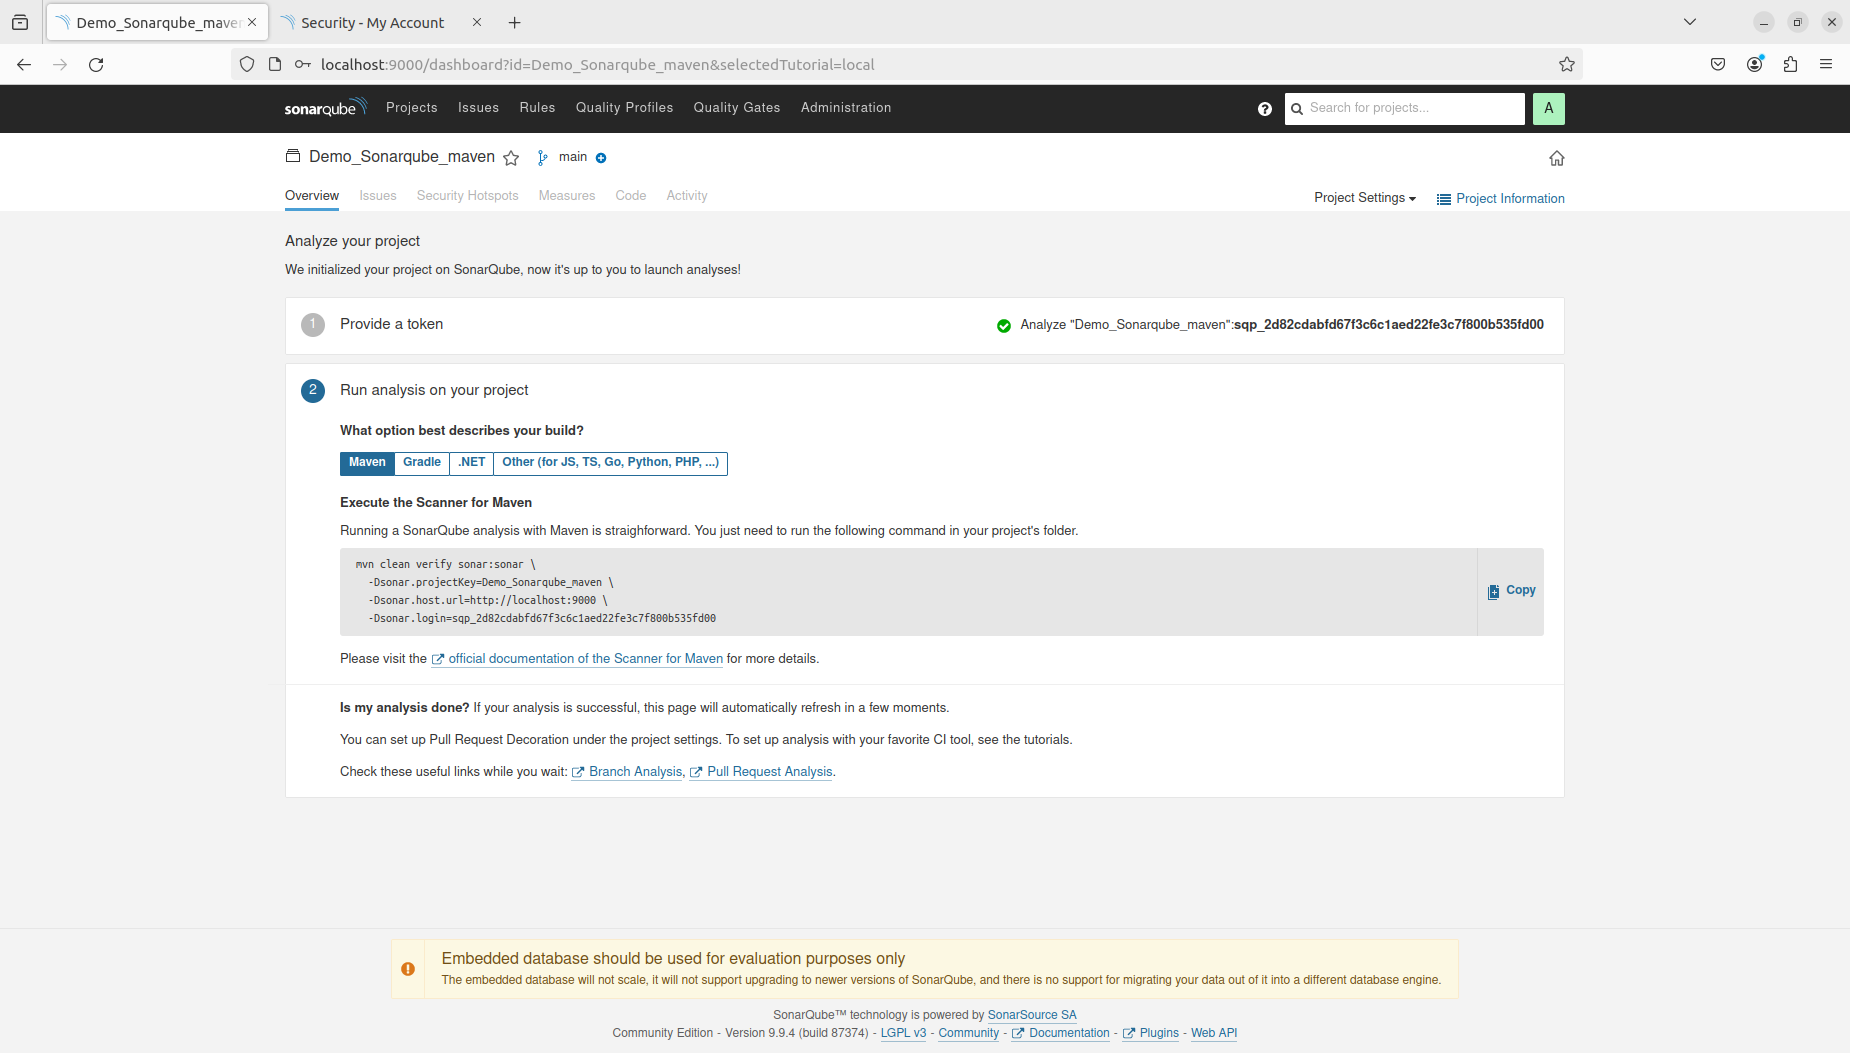 Demo_Sonarqube_maven
Security - My Account
localhost:9000/dashboard?id=Demo_Sonarqube_maven&selectedTutorial=local
sonarqube Projects Issues Rules Quality Profiles Quality Gates Administration Search for projects... A
Demo_Sonarqube_maven main
Overview Issues Security Hotspots Measures Code Activity Project Settings Project Information
Analyze your project
We initialized your project on SonarQube, now it's up to you to launch analyses!
1 Provide a token Analyze "Demo_Sonarqube_maven":sqp_2d82cdabfd67f3c6c1aed22fe3c7f800b535fd00
2 Run analysis on your project
What option best describes your build?
Maven Gradle .NET Other (for JS, TS, Go, Python, PHP, ...)
Execute the Scanner for Maven
Running a SonarQube analysis with Maven is straighforward. You just need to run the following command in your project's folder.
mvn clean verify sonar:sonar \
-Dsonar.projectKey=Demo_Sonarqube_maven \
-Dsonar.host.url=http://localhost:9000 \
-Dsonar.login=sqp_2d82cdabfd67f3c6c1aed22fe3c7f800b535fd00
Copy
Please visit the official documentation of the Scanner for Maven for more details.
Is my analysis done? If your analysis is successful, this page will automatically refresh in a few moments.
You can set up Pull Request Decoration under the project settings. To set up analysis with your favorite CI tool, see the tutorials.
Check these useful links while you wait: Branch Analysis, Pull Request Analysis.
Embedded database should be used for evaluation purposes only
The embedded database will not scale, it will not support upgrading to newer versions of SonarQube, and there is no support for migrating your data out of it into a different database engine.
SonarQube™ technology is powered by SonarSource SA
Community Edition - Version 9.9.4 (build 87374) - LGPL v3 - Community - Documentation - Plugins - Web API